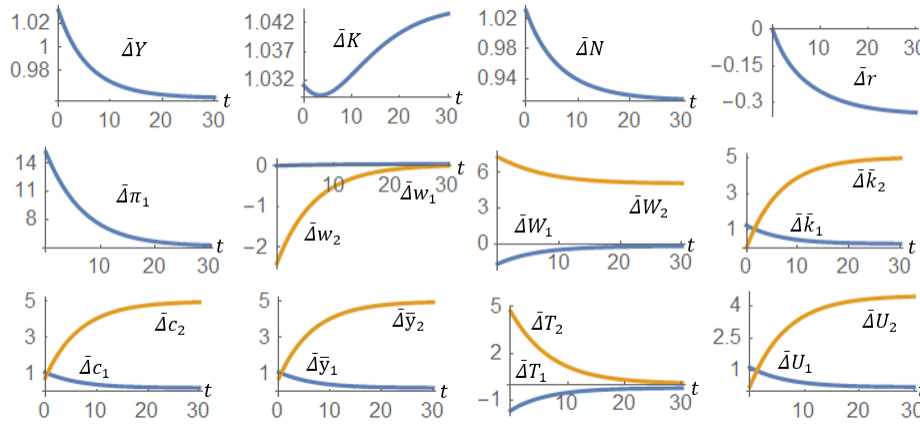 1.02 1 0.98 Δ̄Y 0 10 20 30 t
1.042 1.037 1.032 Δ̄K 0 10 20 30 t
1.02 0.98 0.94 Δ̄N 0 10 20 30 t
0 -0.15 -0.3 10 20 30 Δ̄r t
14 11 8 Δ̄π₁ 10 20 30 t
0 −1 −2 10 20 30 Δ̄w₁ Δ̄w₂ t
6 3 0 Δ̄W₁ Δ̄W₂ 10 20 30 t
5 3 1 Δ̄k̄₂ Δ̄k̄₁ 0 10 20 30 t
5 3 1 Δ̄c₂ Δ̄c₁ 0 10 20 30 t
5 3 1 Δ̄ȳ₂ Δ̄ȳ₁ 0 10 20 30 t
5 2 −1 Δ̄T₂ Δ̄T₁ 10 20 30 t
4 2.5 1 Δ̄U₂ Δ̄U₁ 0 10 20 30 t